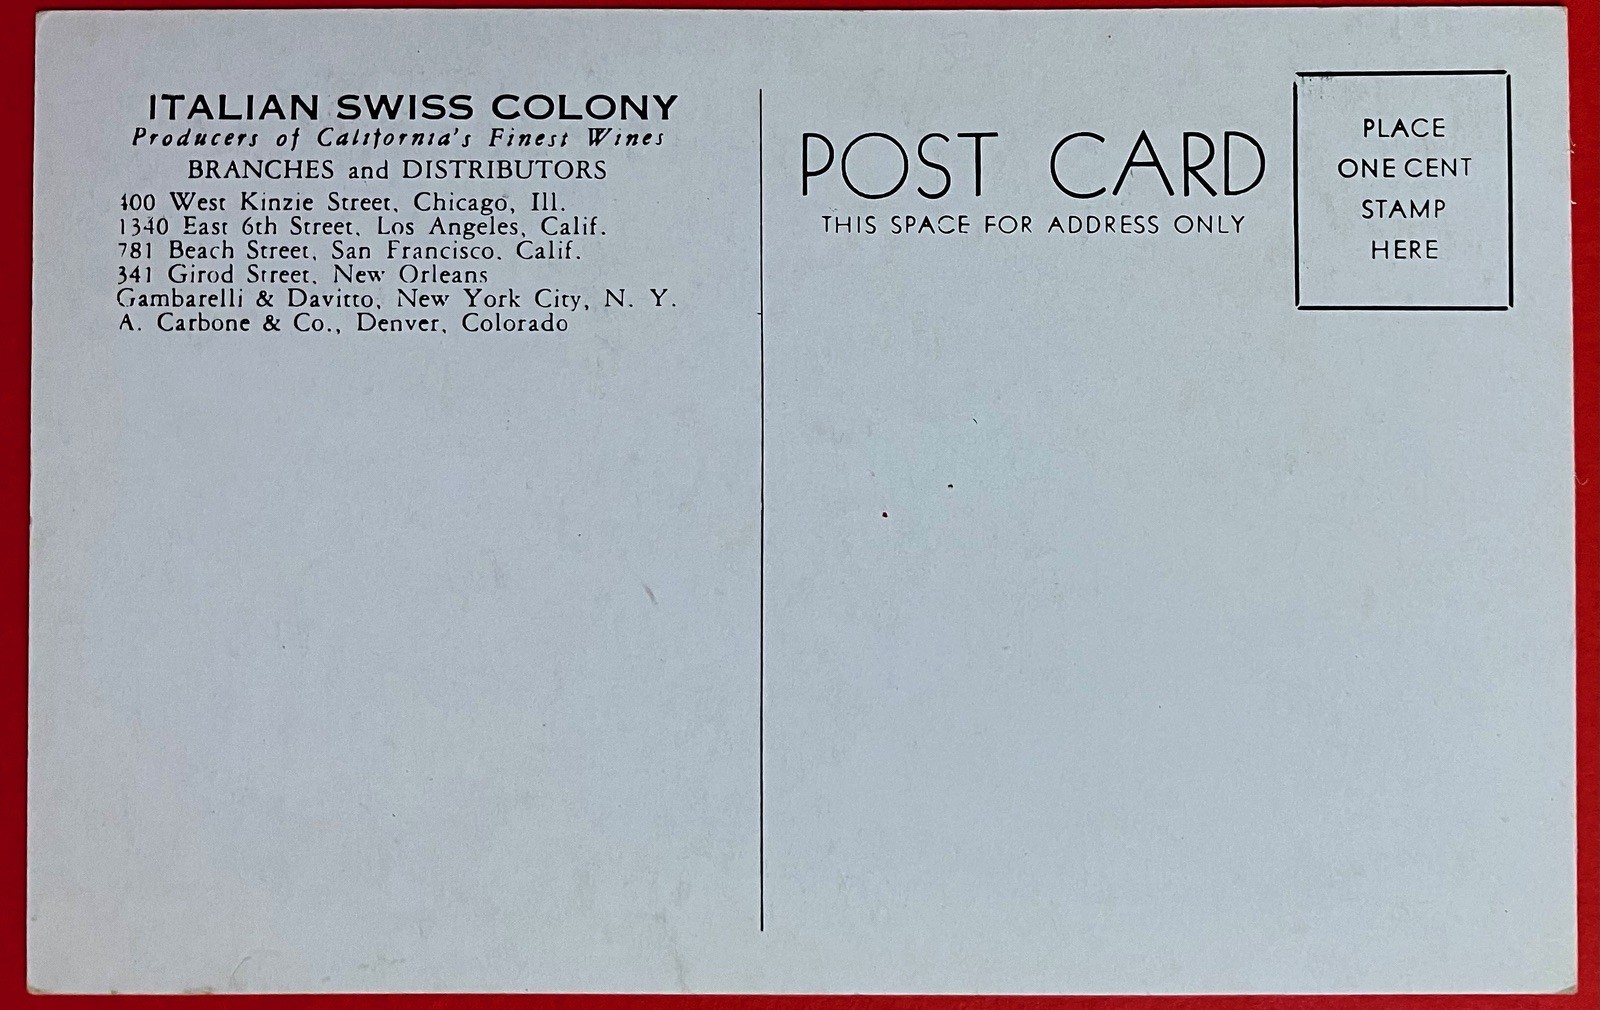 ITALIAN SWISS COLONY
Producers of California's Finest Wines
BRANCHES and DISTRIBUTORS
400 West Kinzie Street, Chicago, Ill.
1340 East 6th Street, Los Angeles, Calif.
781 Beach Street, San Francisco, Calif.
341 Girod Street, New Orleans
Gambarelli & Davitto, New York City, N. Y.
A. Carbone & Co., Denver, Colorado
POST CARD
THIS SPACE FOR ADDRESS ONLY
PLACE
ONE CENT
STAMP
HERE